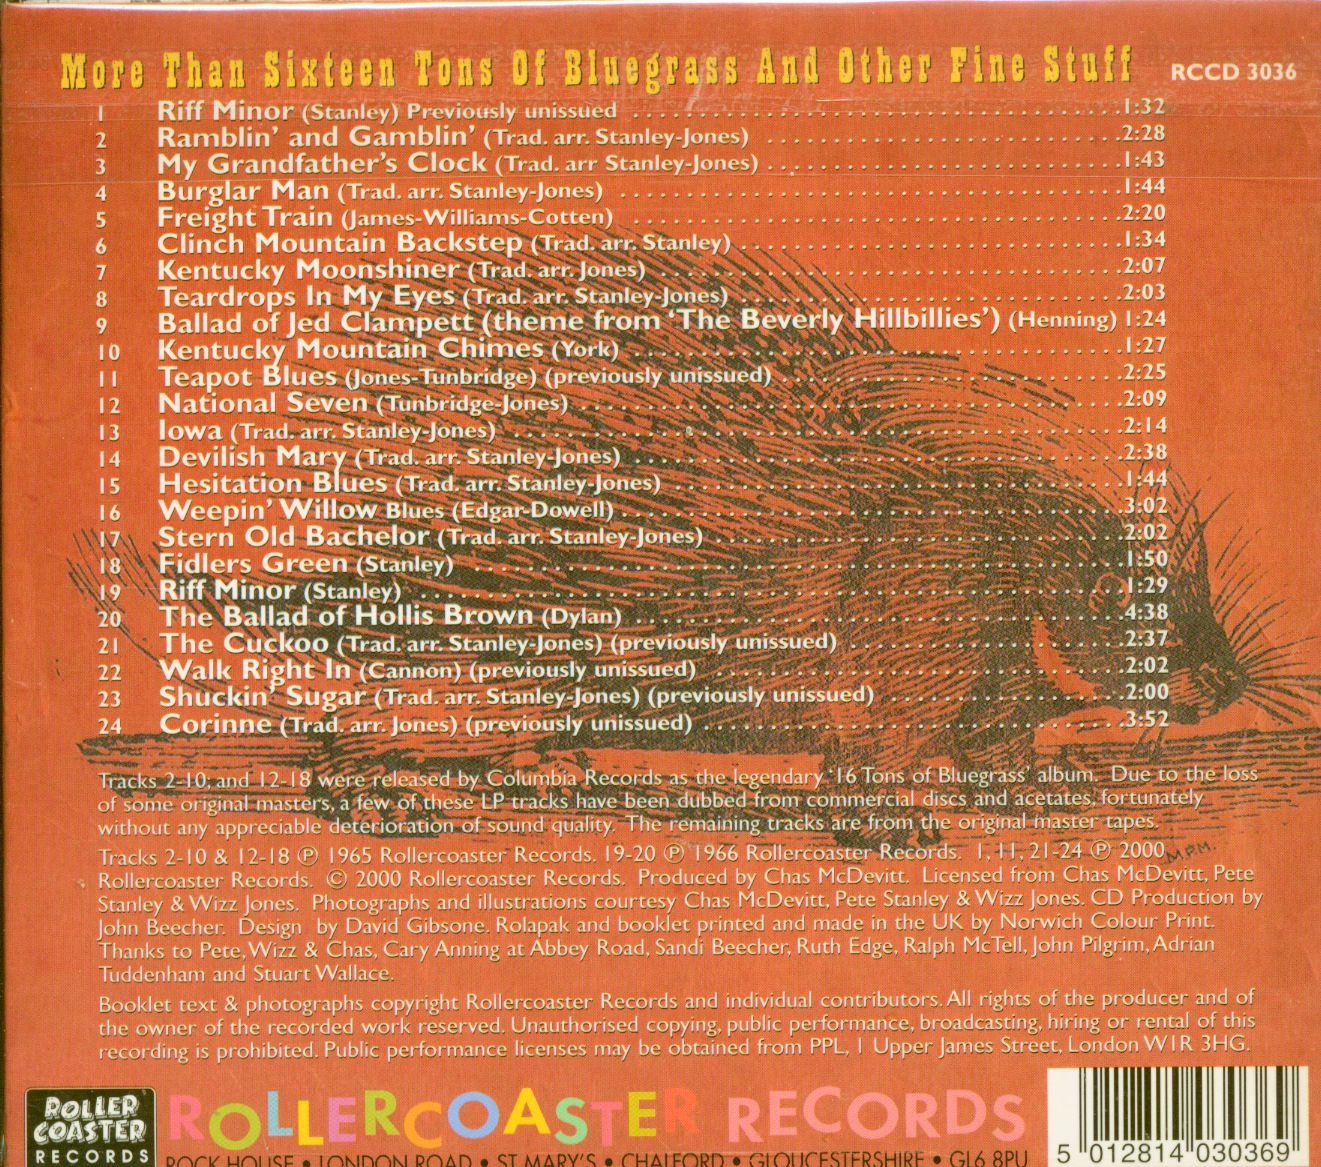 More Than Sixteen Tons Of Bluegrass And Other Fine Stuff RCCD 3036
1 Riff Minor (Stanley) Previously unissued 1:32
2 Ramblin' and Gamblin' (Trad. arr. Stanley-Jones) 2:28
3 My Grandfather's Clock (Trad. arr Stanley-Jones) 1:43
4 Burglar Man (Trad. arr. Stanley-Jones) 1:44
5 Freight Train (James-Williams-Cotten) 2:20
6 Clinch Mountain Backstep (Trad. arr. Stanley) 1:34
7 Kentucky Moonshiner (Trad. arr. Jones) 2:07
8 Teardrops In My Eyes (Trad. arr. Stanley-Jones) 2:03
9 Ballad of Jed Clampett (theme from 'The Beverly Hillbillies') (Henning) 1:24
10 Kentucky Mountain Chimes (York) 1:27
11 Teapot Blues (Jones-Tunbridge) (previously unissued) 2:25
12 National Seven (Tunbridge-Jones) 2:09
13 Iowa (Trad. arr. Stanley-Jones) 2:14
14 Devilish Mary (Trad. arr. Stanley-Jones) 2:38
15 Hesitation Blues (Trad. arr. Stanley-Jones) 1:44
16 Weepin' Willow Blues (Edgar-Dowell) 3:02
17 Stern Old Bachelor (Trad. arr. Stanley-Jones) 2:02
18 Fidlers Green (Stanley) 1:50
19 Riff Minor (Stanley) 1:29
20 The Ballad of Hollis Brown (Dylan) 4:38
21 The Cuckoo (Trad. arr. Stanley-Jones) (previously unissued) 2:37
22 Walk Right In (Cannon) (previously unissued) 2:02
23 Shuckin' Sugar (Trad. arr. Stanley-Jones) (previously unissued) 2:00
24 Corinne (Trad. arr. Jones) (previously unissued) 3:52
Tracks 2-10, and 12-18 were released by Columbia Records as the legendary '16 Tons of Bluegrass' album. Due to the loss
of some original masters, a few of these LP tracks have been dubbed from commercial discs and acetates, fortunately
without any appreciable deterioration of sound quality. The remaining tracks are from the original master tapes.
Tracks 2-10 & 12-18 ℗ 1965 Rollercoaster Records. 19-20 ℗ 1966 Rollercoaster Records. 1, 11, 21-24 ℗ 2000
M.P.M.
Rollercoaster Records. © 2000 Rollercoaster Records. Produced by Chas McDevitt. Licensed from Chas McDevitt, Pete
Stanley & Wizz Jones. Photographs and illustrations courtesy Chas McDevitt, Pete Stanley & Wizz Jones. CD Production by
John Beecher. Design by David Gibsone. Rolapak and booklet printed and made in the UK by Norwich Colour Print.
Thanks to Pete, Wizz & Chas, Cary Anning at Abbey Road, Sandi Beecher, Ruth Edge, Ralph McTell, John Pilgrim, Adrian
Tuddenham and Stuart Wallace.
Booklet text & photographs copyright Rollercoaster Records and individual contributors. All rights of the producer and of
the owner of the recorded work reserved. Unauthorised copying, public performance, broadcasting, hiring or rental of this
recording is prohibited. Public performance licenses may be obtained from PPL, 1 Upper James Street, London W1R 3HG.
ROLLER
COASTER
RECORDS
ROLLERCOASTER RECORDS
ROCK HOUSE • LONDON ROAD • ST MARY'S • CHALFORD • GLOUCESTERSHIRE • GL6 8PU
5 012814 030369